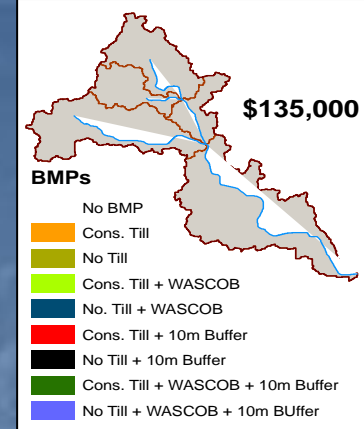 $135,000
BMPs
No BMP
Cons. Till
No Till
Cons. Till + WASCOB
No. Till + WASCOB
Cons. Till + 10m Buffer
No Till + 10m Buffer
Cons. Till + WASCOB + 10m Buffer
No Till + WASCOB + 10m BUffer